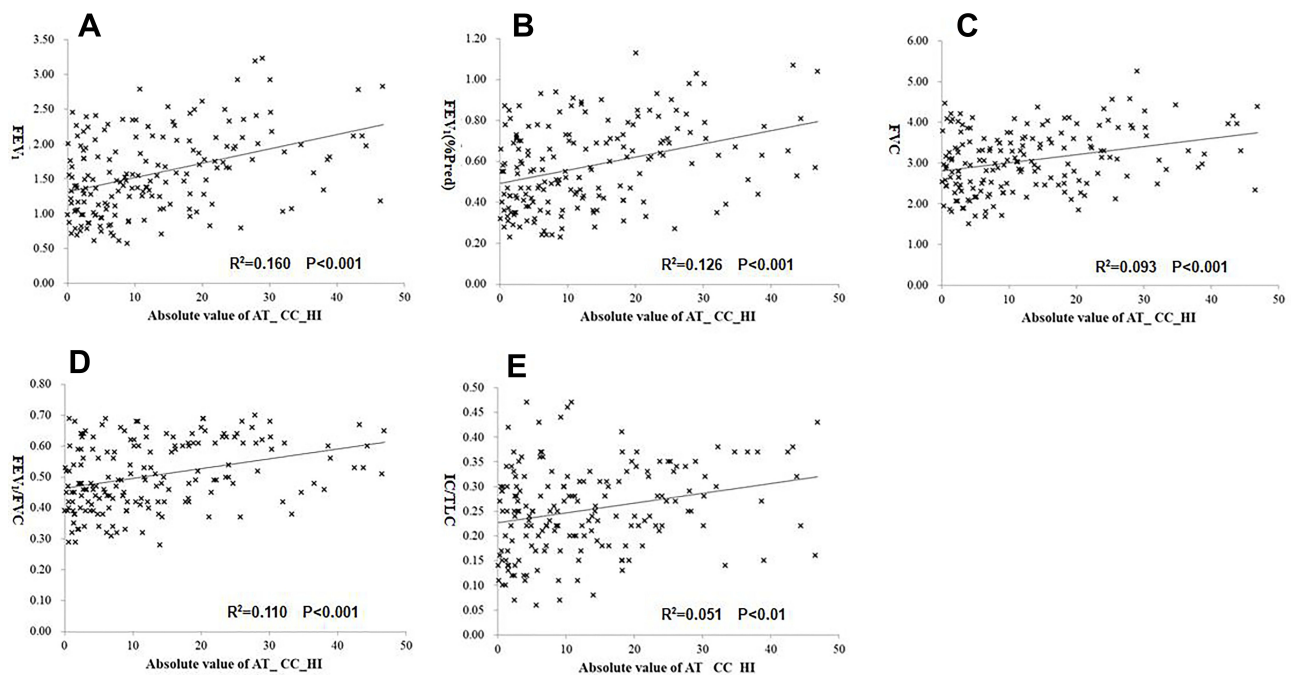 A
3.50
3.00
2.50
2.00
1.50
1.00
0.50
0.00
FEV1
R²=0.160 P<0.001
0 10 20 30 40 50
Absolute value of AT_ CC_HI
B
1.20
1.00
0.80
0.60
0.40
0.20
0.00
FEV1(%Pred)
R²=0.126 P<0.001
0 10 20 30 40 50
Absolute value of AT_ CC_HI
C
6.00
5.00
4.00
3.00
2.00
1.00
0.00
FVC
R²=0.093 P<0.001
0 10 20 30 40 50
Absolute value of AT_ CC_HI
D
0.80
0.70
0.60
0.50
0.40
0.30
0.20
0.10
0.00
FEV1/FVC
R²=0.110 P<0.001
0 10 20 30 40 50
Absolute value of AT_ CC_HI
E
0.50
0.45
0.40
0.35
0.30
0.25
0.20
0.15
0.10
0.05
0.00
IC/TLC
R²=0.051 P<0.01
0 10 20 30 40 50
Absolute value of AT CC HI